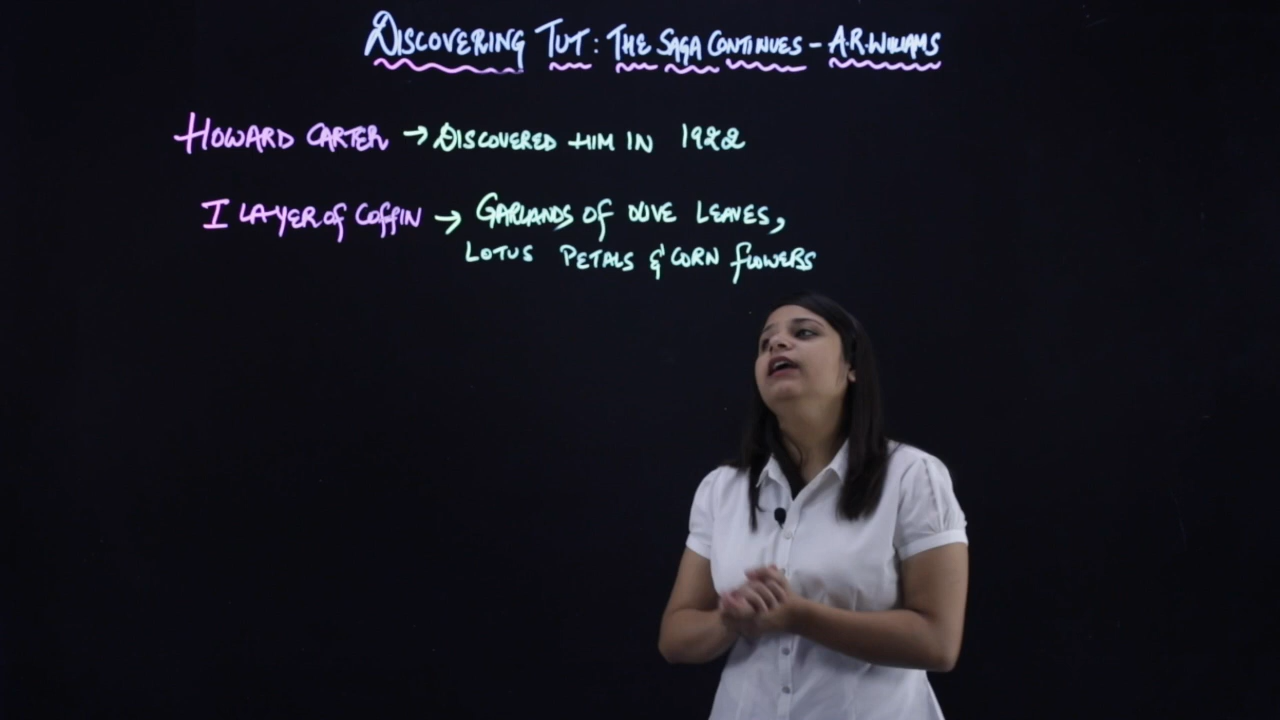 DISCOVERING TUT: THE SAGA CONTINUES - A.R.WILLIAMS
HOWARD CARTER → DISCOVERED HIM IN 1922
I LAYER of COffIN → GARLANDS Of OLIVE LEAVES,
LOTUS PETALS & CORN flOWERS